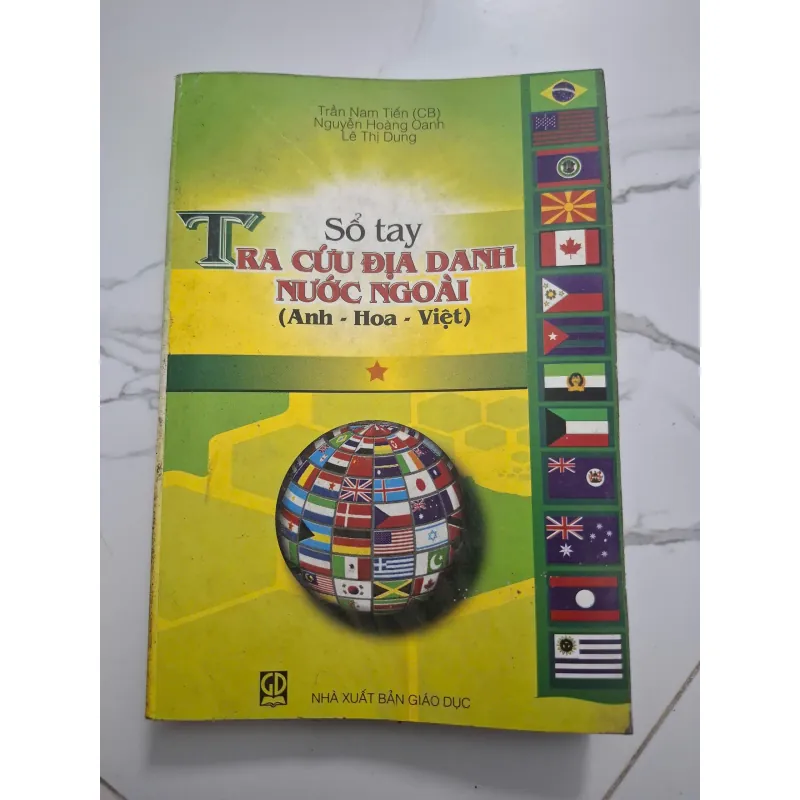 Trần Nam Tiến (CB)
Nguyễn Hoàng Oanh
Lê Thị Dung
Sổ tay
TRA CỨU ĐỊA DANH
NƯỚC NGOÀI
(Anh - Hoa - Việt)
GD
NHÀ XUẤT BẢN GIÁO DỤC